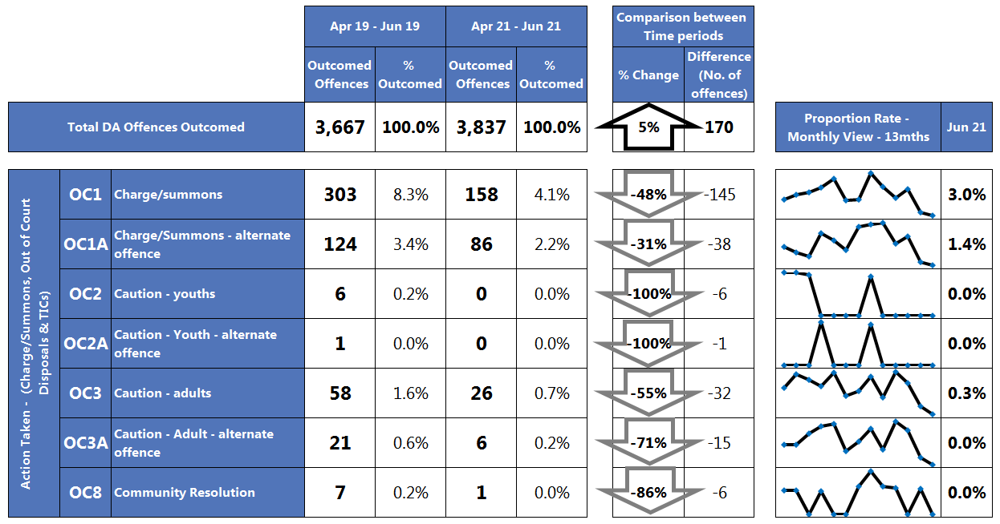 Apr 19 - Jun 19
Apr 21 - Jun 21
Comparison between
Time periods
Outcomed
Offences
%
Outcomed
Outcomed
Offences
%
Outcomed
% Change
Difference
(No. of
offences)
Total DA Offences Outcomed
3,667
100.0%
3,837
100.0%
5%
170
Proportion Rate -
Monthly View - 13mths
Jun 21
Action Taken - (Charge/Summons, Out of Court
Disposals & TICs)
OC1
Charge/summons
303
8.3%
158
4.1%
-48%
-145
3.0%
OC1A
Charge/Summons - alternate
offence
124
3.4%
86
2.2%
-31%
-38
1.4%
OC2
Caution - youths
6
0.2%
0
0.0%
-100%
-6
0.0%
OC2A
Caution - Youth - alternate
offence
1
0.0%
0
0.0%
-100%
-1
0.0%
OC3
Caution - adults
58
1.6%
26
0.7%
-55%
-32
0.3%
OC3A
Caution - Adult - alternate
offence
21
0.6%
6
0.2%
-71%
-15
0.0%
OC8
Community Resolution
7
0.2%
1
0.0%
-86%
-6
0.0%